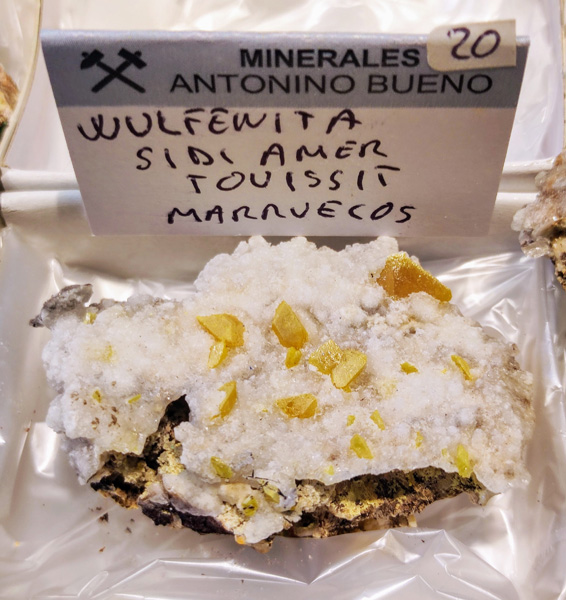 MINERALES
ANTONINO BUENO
20
WULFENITA
SIDI AMER
TOUISSIT
MARRUECOS